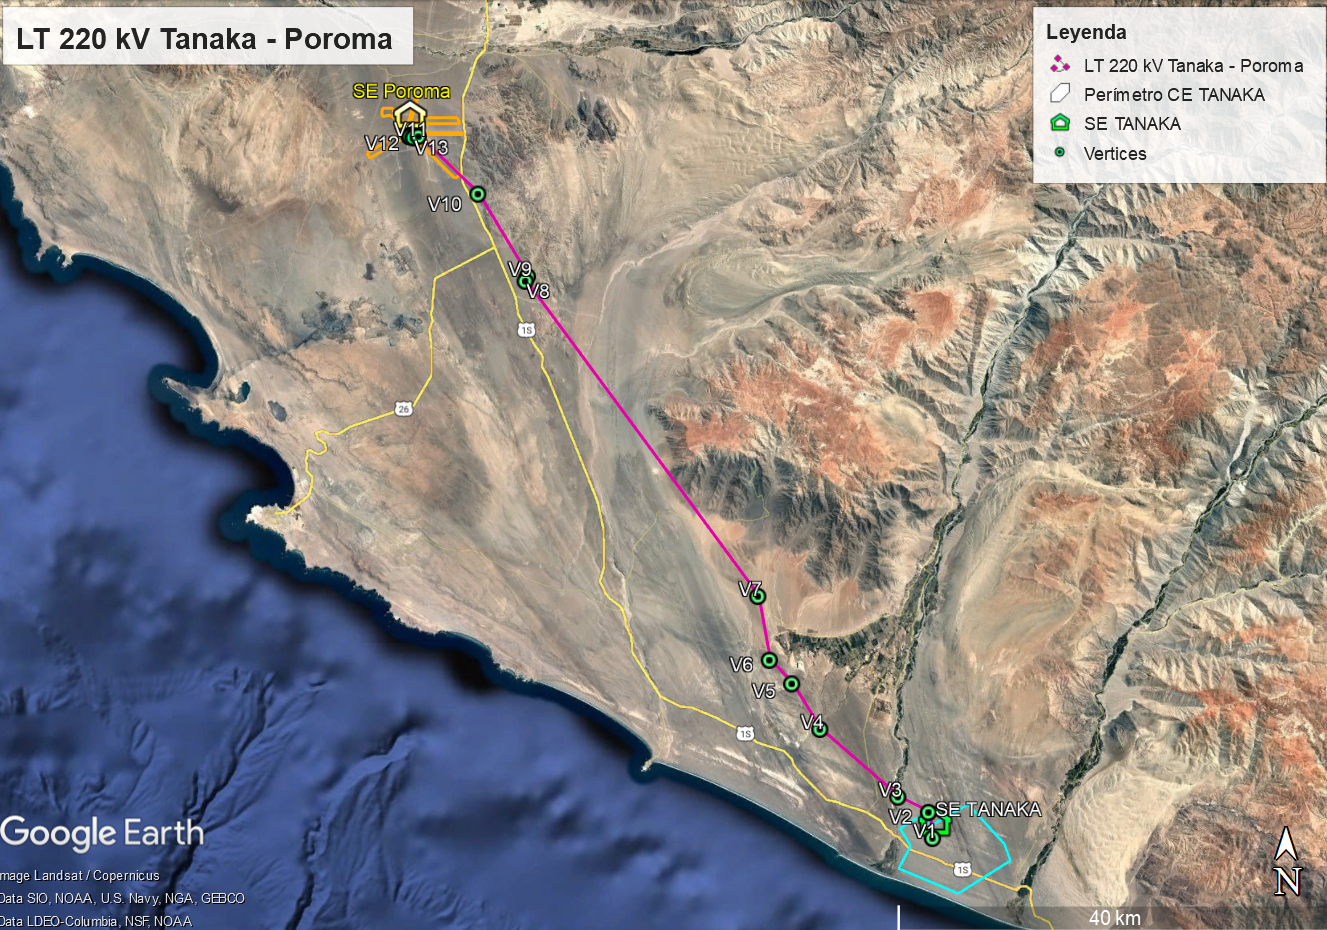 LT 220 kV Tanaka - Poroma
Leyenda
LT 220 kV Tanaka - Poroma
Perímetro CE TANAKA
SE TANAKA
Vertices
SE Poroma
V11
V12
V13
V10
V9
V8
1S
26
V7
V6
V5
V4
1S
V3
SE TANAKA
V2
V1
1S
Google Earth
mage Landsat / Copernicus
Data SIO, NOAA, U.S. Navy, NGA, GEBCO
Data LDEO-Columbia, NSF, NOAA
N
40 km